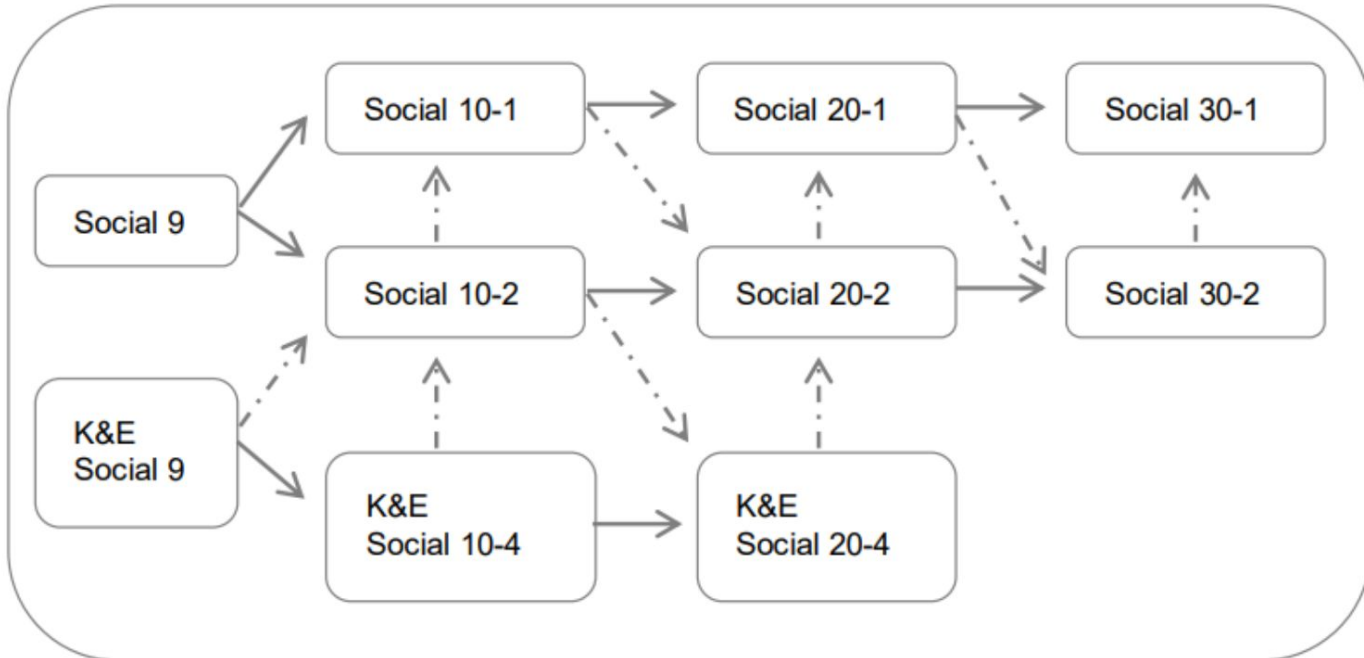 Social 10-1
Social 20-1
Social 30-1
Social 9
Social 10-2
Social 20-2
Social 30-2
K&E
Social 9
K&E
Social 10-4
K&E
Social 20-4